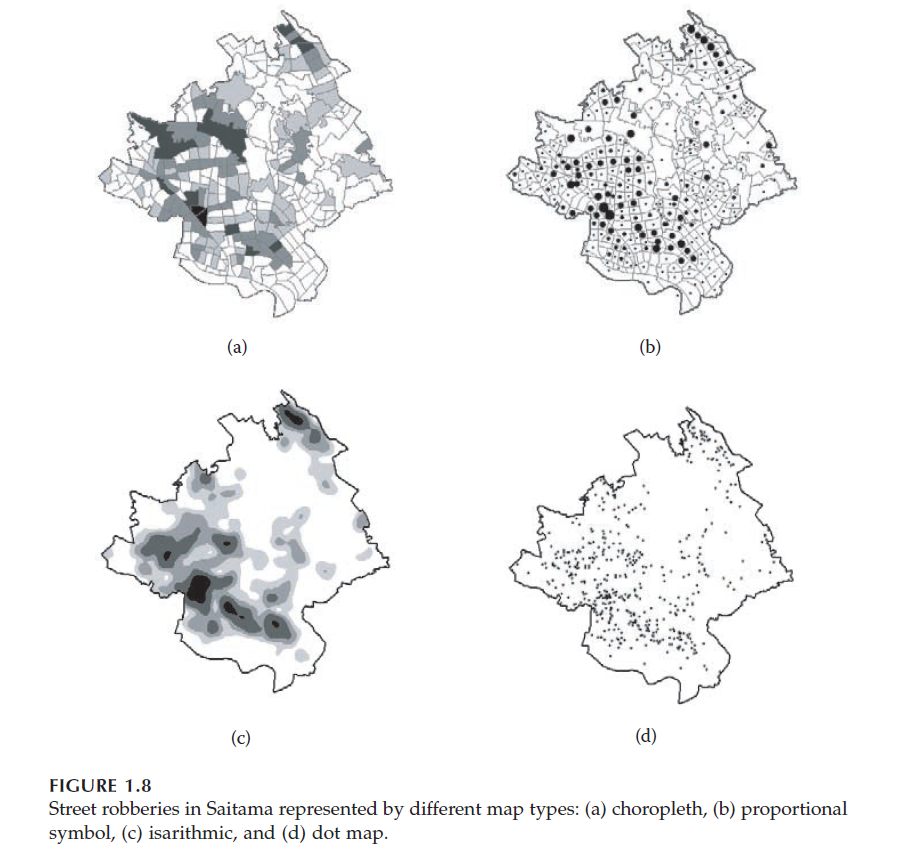 (a)
(b)
(c)
(d)
FIGURE 1.8
Street robberies in Saitama represented by different map types: (a) choropleth, (b) proportional
symbol, (c) isarithmic, and (d) dot map.